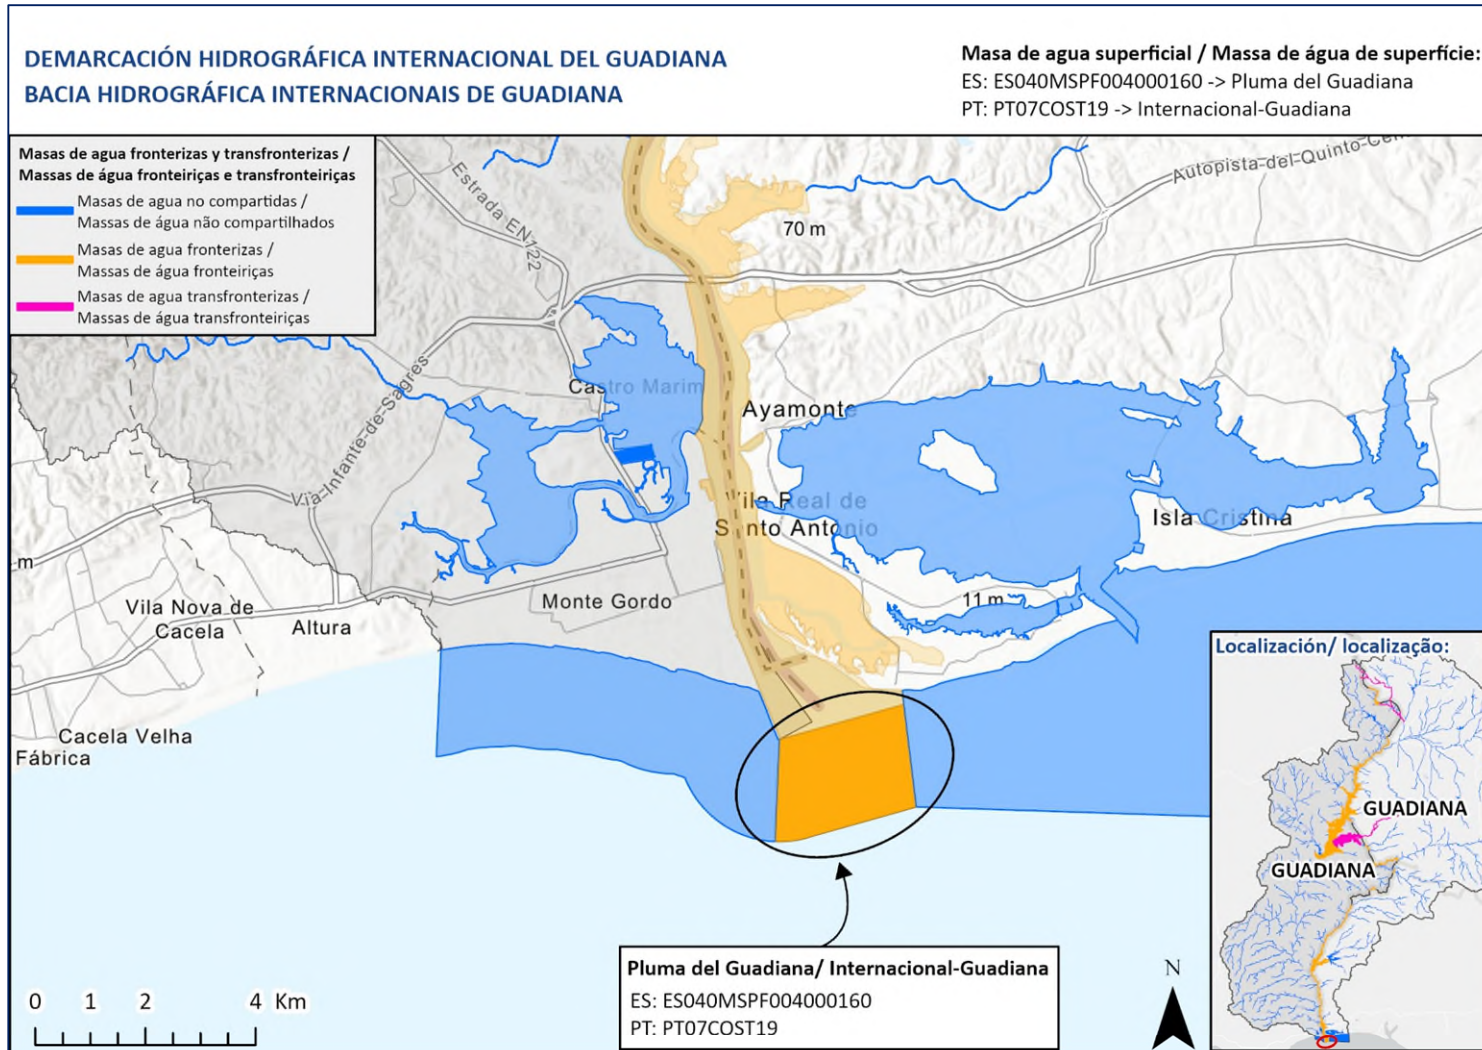 DEMARCACIÓN HIDROGRÁFICA INTERNACIONAL DEL GUADIANA
BACIA HIDROGRÁFICA INTERNACIONAIS DE GUADIANA
Masa de agua superficial / Massa de água de superfície:
ES: ES040MSPF004000160 -> Pluma del Guadiana
PT: PT07COST19 -> Internacional-Guadiana
Masas de agua fronterizas y transfronterizas /
Massas de água fronteiriças e transfronteiriças
Masas de agua no compartidas /
Massas de água não compartilhados
Masas de agua fronterizas /
Massas de água fronteiriças
Masas de agua transfronterizas /
Massas de água transfronteiriças
Estrada EN122
Autopista-del-Quinto-Cen
70 m
Castro Marim
Ayamonte
Via-Infante-de-Sagres
Vila Real de
Santo Antonio
Isla Cristina
m
Vila Nova de
Cacela
Altura
Monte Gordo
11 m
Cacela Velha
Fábrica
Localización/ localização:
GUADIANA
GUADIANA
Pluma del Guadiana/ Internacional-Guadiana
ES: ES040MSPF004000160
PT: PT07COST19
N
0 1 2 4 Km